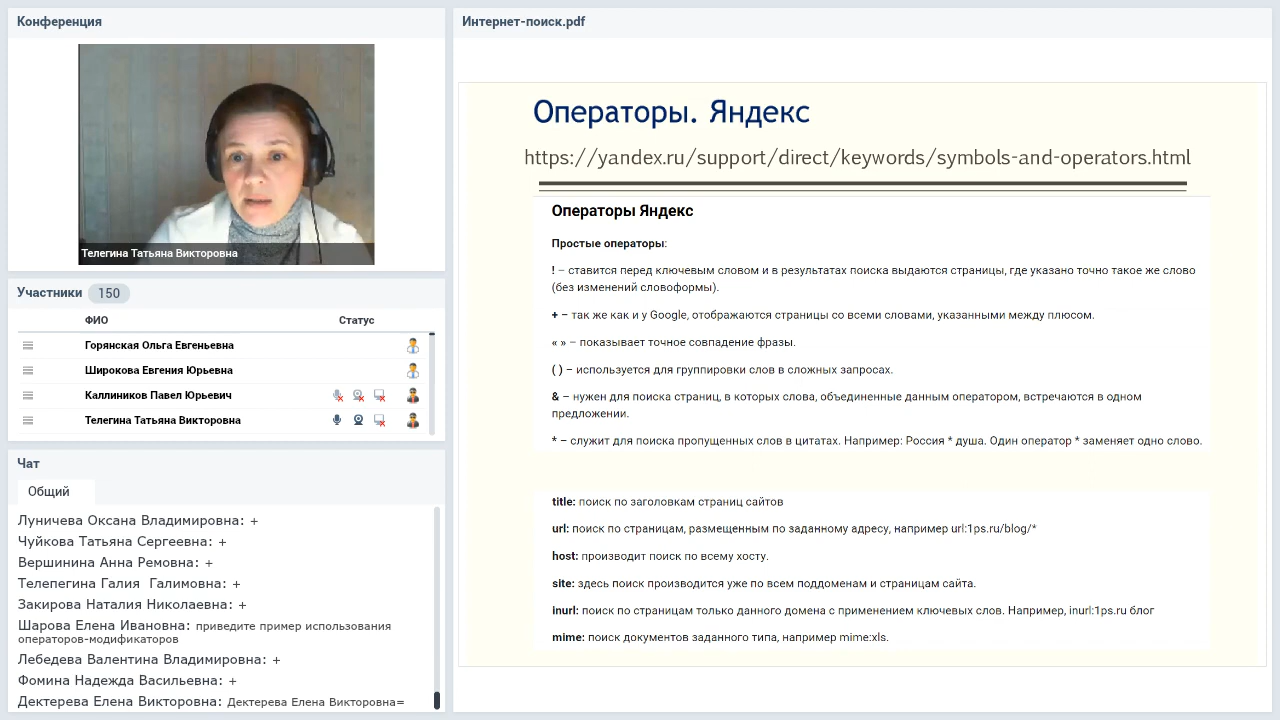 Конференция
Телегина Татьяна Викторовна
Участники 150
ФИО Статус
Горянская Ольга Евгеньевна
Широкова Евгения Юрьевна
Каллиников Павел Юрьевич
Телегина Татьяна Викторовна
Чат
Общий
Луничева Оксана Владимировна: +
Чуйкова Татьяна Сергеевна: +
Вершинина Анна Ремовна: +
Телепегина Галия Галимовна: +
Закирова Наталия Николаевна: +
Шарова Елена Ивановна: приведите пример использования
операторов-модификаторов
Лебедева Валентина Владимировна: +
Фомина Надежда Васильевна: +
Дектерева Елена Викторовна: Дектерева Елена Викторовна=
Интернет-поиск.pdf
Операторы. Яндекс
https://yandex.ru/support/direct/keywords/symbols-and-operators.html
Операторы Яндекс
Простые операторы:
! – ставится перед ключевым словом и в результатах поиска выдаются страницы, где указано точно такое же слово
(без изменений словоформы).
+ – так же как и у Google, отображаются страницы со всеми словами, указанными между плюсом.
« » – показывает точное совпадение фразы.
( ) – используется для группировки слов в сложных запросах.
& – нужен для поиска страниц, в которых слова, объединенные данным оператором, встречаются в одном
предложении.
* – служит для поиска пропущенных слов в цитатах. Например: Россия * душа. Один оператор * заменяет одно слово.
title: поиск по заголовкам страниц сайтов
url: поиск по страницам, размещенным по заданному адресу, например url:1ps.ru/blog/*
host: производит поиск по всему хосту.
site: здесь поиск производится уже по всем поддоменам и страницам сайта.
inurl: поиск по страницам только данного домена с применением ключевых слов. Например, inurl:1ps.ru блог
mime: поиск документов заданного типа, например mime:xls.